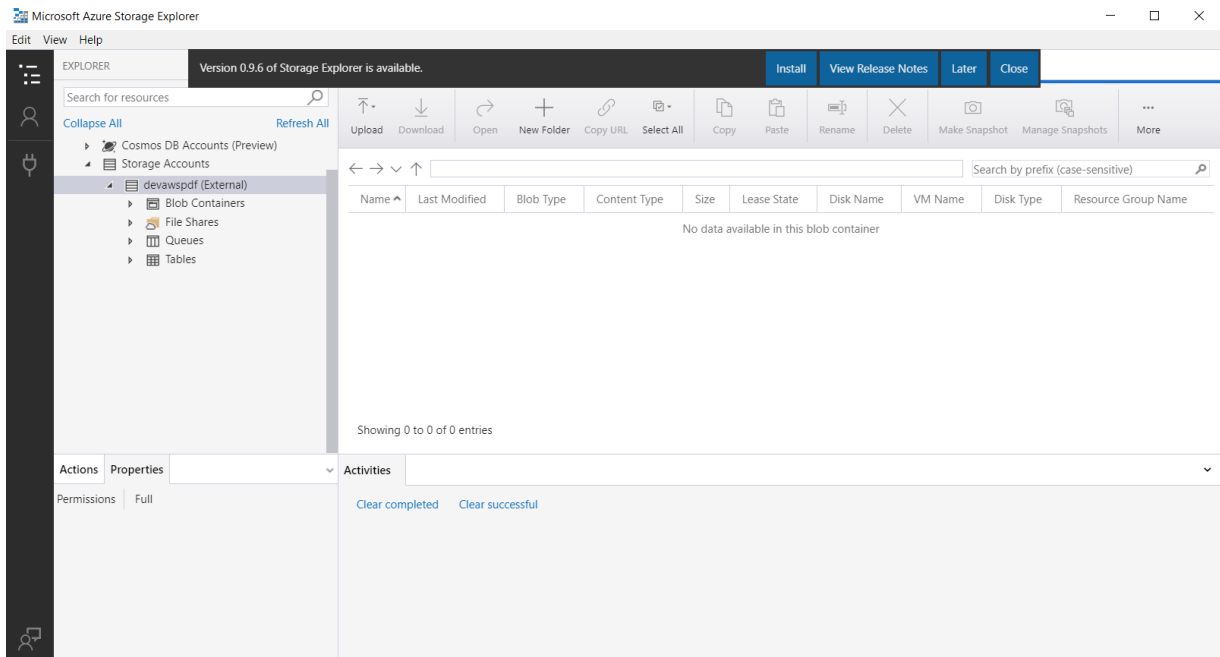 Microsoft Azure Storage Explorer
Edit View Help
EXPLORER
Version 0.9.6 of Storage Explorer is available.
Install View Release Notes Later Close
Search for resources
Collapse All Refresh All
Cosmos DB Accounts (Preview)
Storage Accounts
devawspdf (External)
Blob Containers
File Shares
Queues
Tables
Upload Download Open New Folder Copy URL Select All Copy Paste Rename Delete Make Snapshot Manage Snapshots More
Search by prefix (case-sensitive)
Name Last Modified Blob Type Content Type Size Lease State Disk Name VM Name Disk Type Resource Group Name
No data available in this blob container
Showing 0 to 0 of 0 entries
Actions Properties
Permissions Full
Activities
Clear completed Clear successful